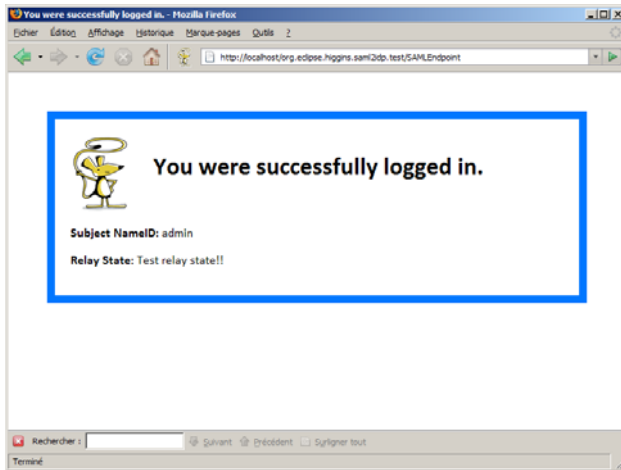 You were successfully logged in. - Mozilla Firefox
Fichier Édition Affichage Historique Marque-pages Outils ?
http://localhost/org.eclipse.higgins.saml2idp.test/SAMLEndpoint
You were successfully logged in.
Subject NameID: admin
Relay State: Test relay state!!
Rechercher : Suivant Précédent Surligner tout
Terminé